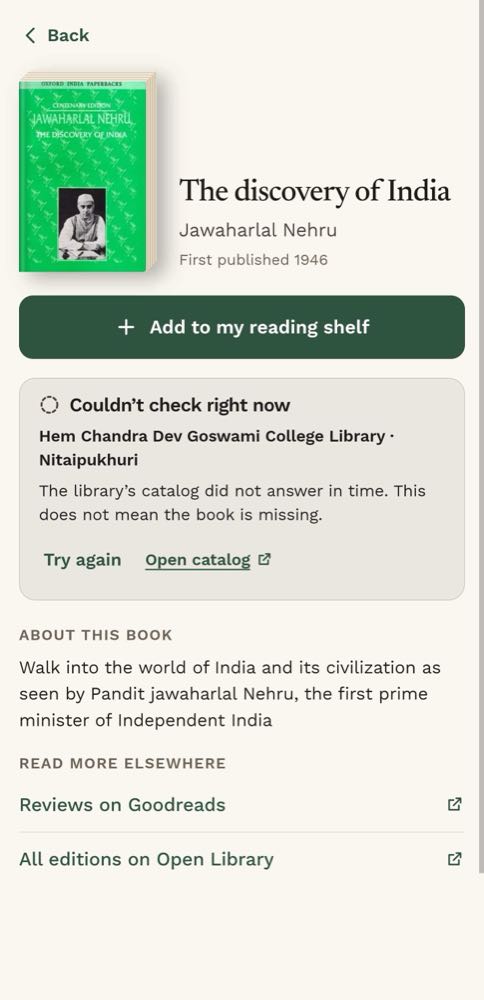 Back
OXFORD INDIA PAPERBACKS
CENTENARY EDITION
JAWAHARLAL NEHRU
THE DISCOVERY OF INDIA
The discovery of India
Jawaharlal Nehru
First published 1946
Add to my reading shelf
Couldn’t check right now
Hem Chandra Dev Goswami College Library ·
Nitaipukhuri
The library’s catalog did not answer in time. This
does not mean the book is missing.
Try again Open catalog
ABOUT THIS BOOK
Walk into the world of India and its civilization as
seen by Pandit jawaharlal Nehru, the first prime
minister of Independent India
READ MORE ELSEWHERE
Reviews on Goodreads
All editions on Open Library